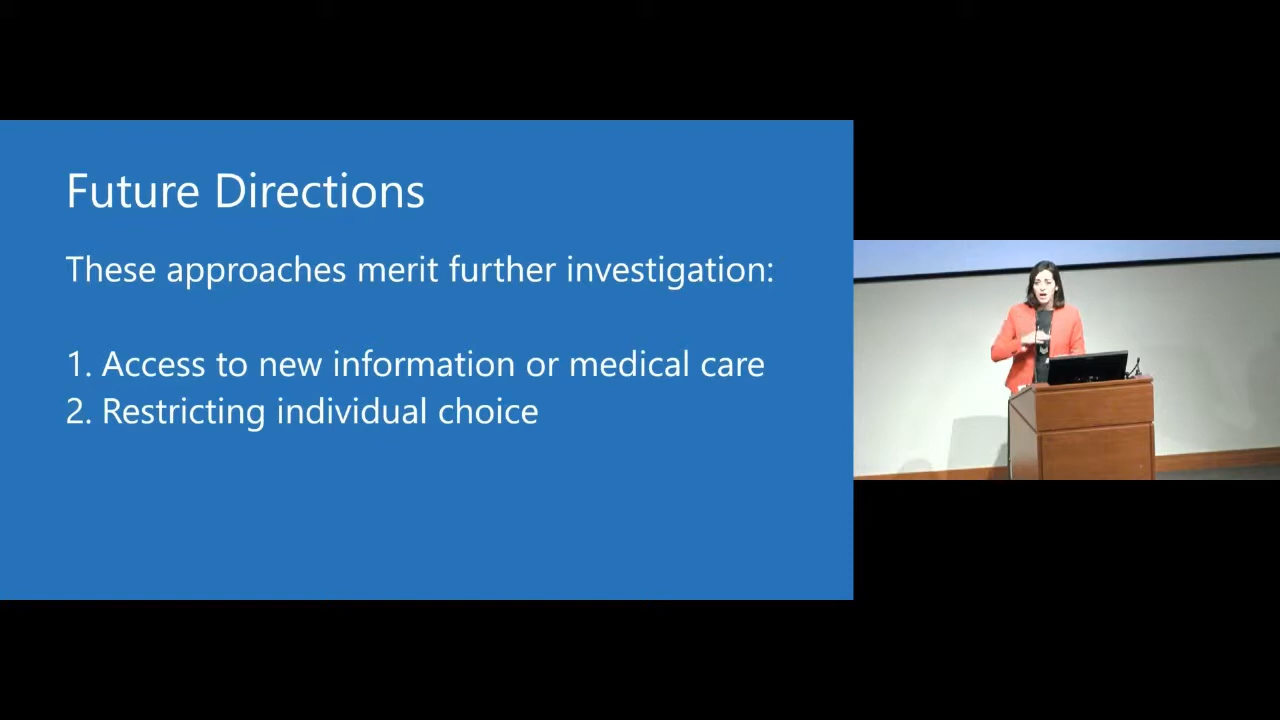 Future Directions
These approaches merit further investigation:
1. Access to new information or medical care
2. Restricting individual choice